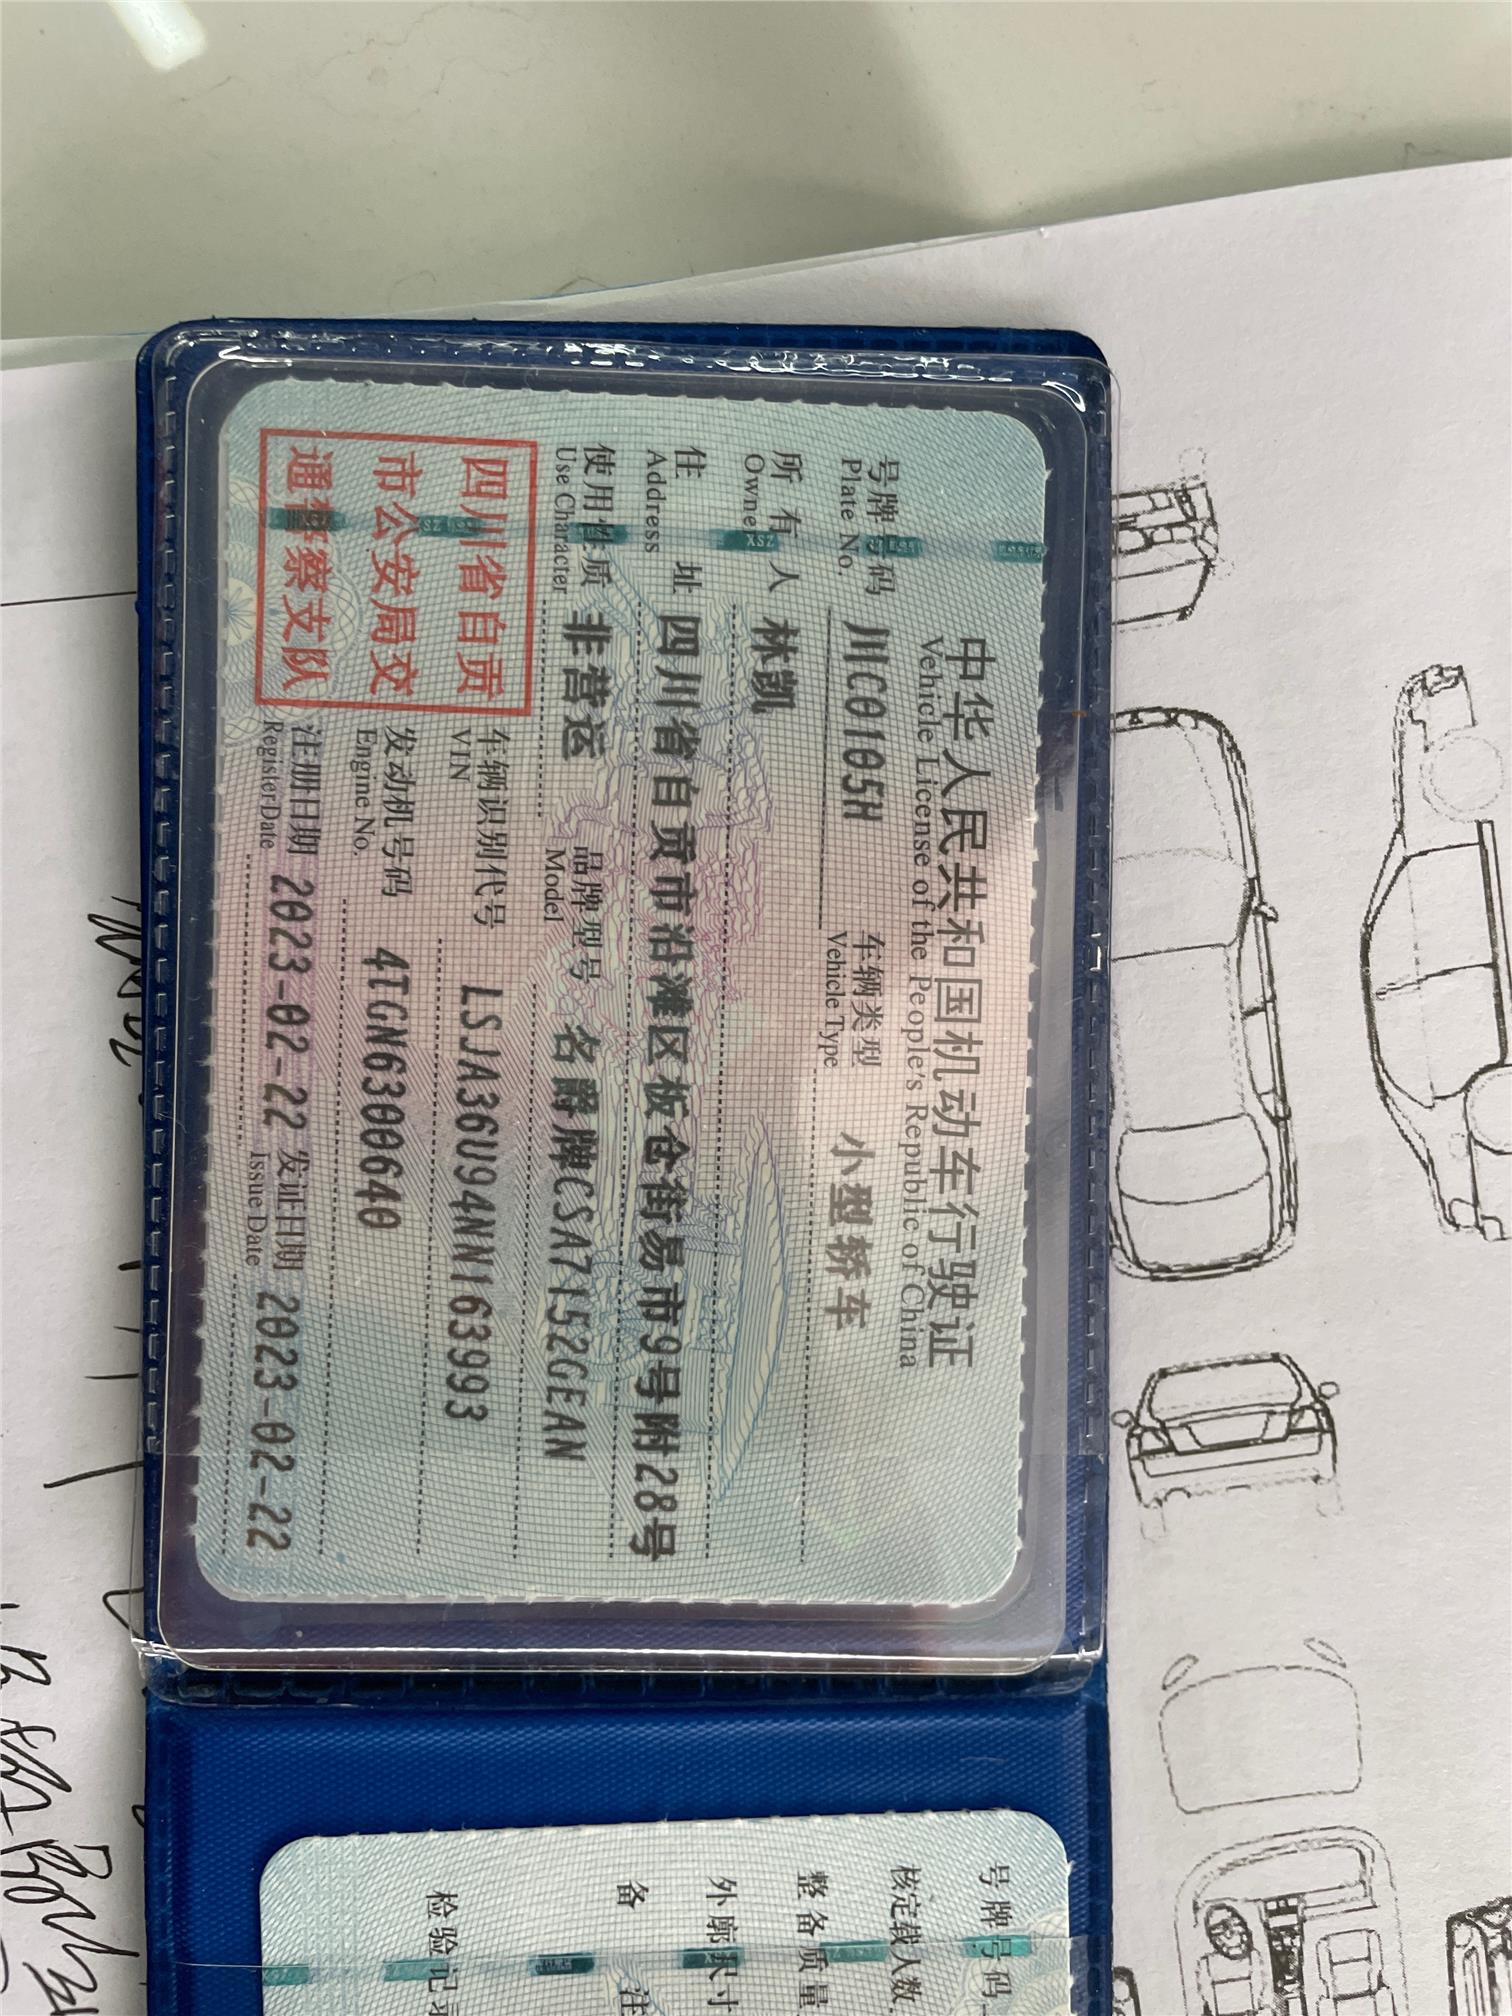 中华人民共和国机动车行驶证
Vehicle License of the People's Republic of China
号牌号码 川C0105H 车辆类型 小型轿车
Plate No. Vehicle Type
所有人 林凯
Owner
住址 四川省自贡市沿滩区板仓街易市9号附28号
Address
使用性质 非营运 品牌型号 名爵牌CSA7152GEAN
Use Character Model
四川省自贡
市公安局交
通警察支队
车辆识别代号 LSJA36U94NN163993
VIN
发动机号码 4TGN6300640
Engine No.
注册日期 2023-02-22 发证日期 2023-02-22
Register Date Issue Date
号牌号码
核定载人数
整备质量
外廓尺寸
备 注
检验记录